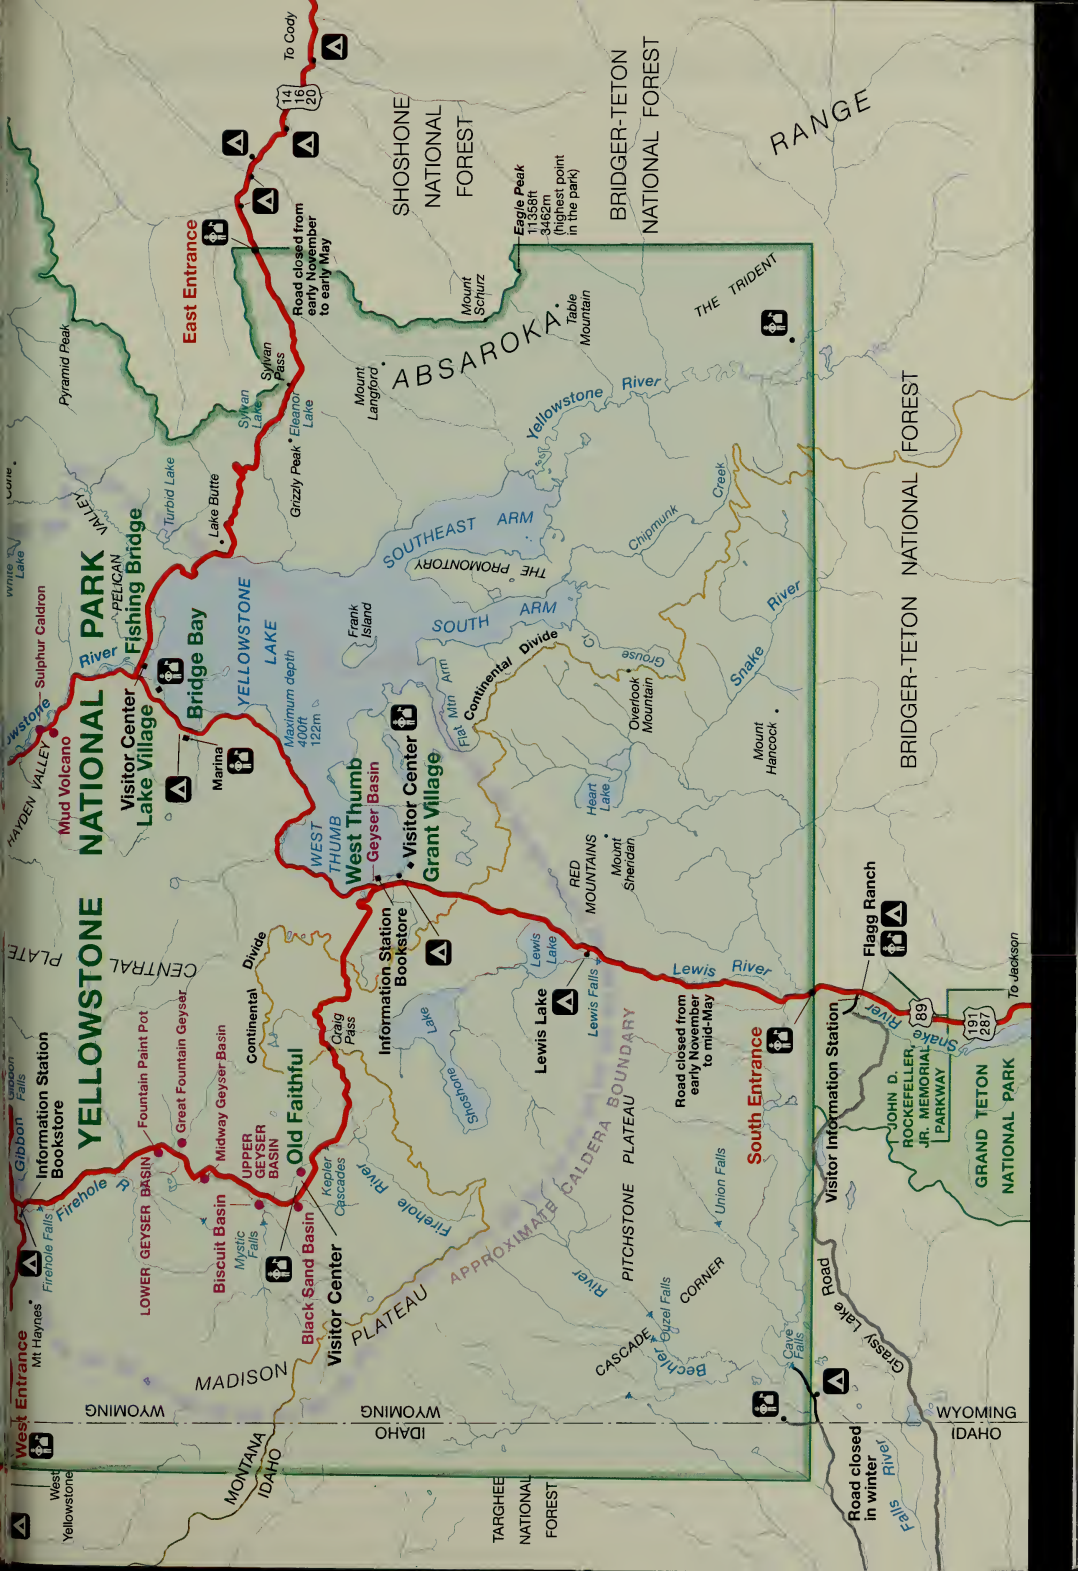 YELLOWSTONE NATIONAL PARK
West Entrance
West
Yellowstone
Mt Haynes
Firehole Falls
Gibbon
Falls
Information Station
Bookstore
Firehole R
LOWER GEYSER BASIN
Fountain Paint Pot
Great Fountain Geyser
Midway Geyser Basin
Biscuit Basin
UPPER
GEYSER
BASIN
Mystic
Falls
Black Sand Basin
Old Faithful
Visitor Center
Kepler
Cascades
Firehole River
MADISON
PLATEAU
WYOMING
WYOMING
IDAHO
MONTANA
IDAHO
TARGHEE
NATIONAL
FOREST
CENTRAL
PLATE
Continental
Divide
Craig
Pass
Shoshone
Lake
Information Station
Bookstore
West Thumb
Geyser Basin
Visitor Center
Grant Village
WEST
THUMB
HAYDEN VALLEY
Mud Volcano
Sulphur Caldron
River
White
Lake
Cone
PELICAN
VALLEY
Fishing Bridge
Visitor Center
Lake Village
Bridge Bay
Marina
YELLOWSTONE
LAKE
Maximum depth
400ft
122m
Frank
Island
SOUTH ARM
SOUTHEAST ARM
THE PROMONTORY
Flat Mtn Arm
Continental Divide
Grouse Cr
Chipmunk Creek
Overlook
Mountain
Heart
Lake
Mount
Sheridan
RED
MOUNTAINS
Mount
Hancock
Snake River
Turbid Lake
Lake Butte
Pyramid Peak
Sylvan
Lake
Sylvan
Pass
Eleanor
Lake
Grizzly Peak
East Entrance
Road closed from
early November
to early May
To Cody
14
16
20
SHOSHONE
NATIONAL
FOREST
Mount
Langford
Mount
Schurz
Eagle Peak
11358ft
3462m
(highest point
in the park)
ABSAROKA
RANGE
Table
Mountain
Yellowstone River
THE TRIDENT
BRIDGER-TETON
NATIONAL FOREST
BRIDGER-TETON NATIONAL FOREST
Lewis
Lake
Lewis Lake
Lewis Falls
Lewis River
Road closed from
early November
to mid-May
South Entrance
APPROXIMATE CALDERA BOUNDARY
PITCHSTONE PLATEAU
Union Falls
River
Bechler
Ouzel Falls
CASCADE
CORNER
Cave
Falls
Visitor Information Station
Flagg Ranch
Snake River
89
191
287
To Jackson
JOHN D.
ROCKEFELLER,
JR. MEMORIAL
PARKWAY
GRAND TETON
NATIONAL PARK
Grassy Lake Road
Road closed
in winter
Falls River
WYOMING
IDAHO